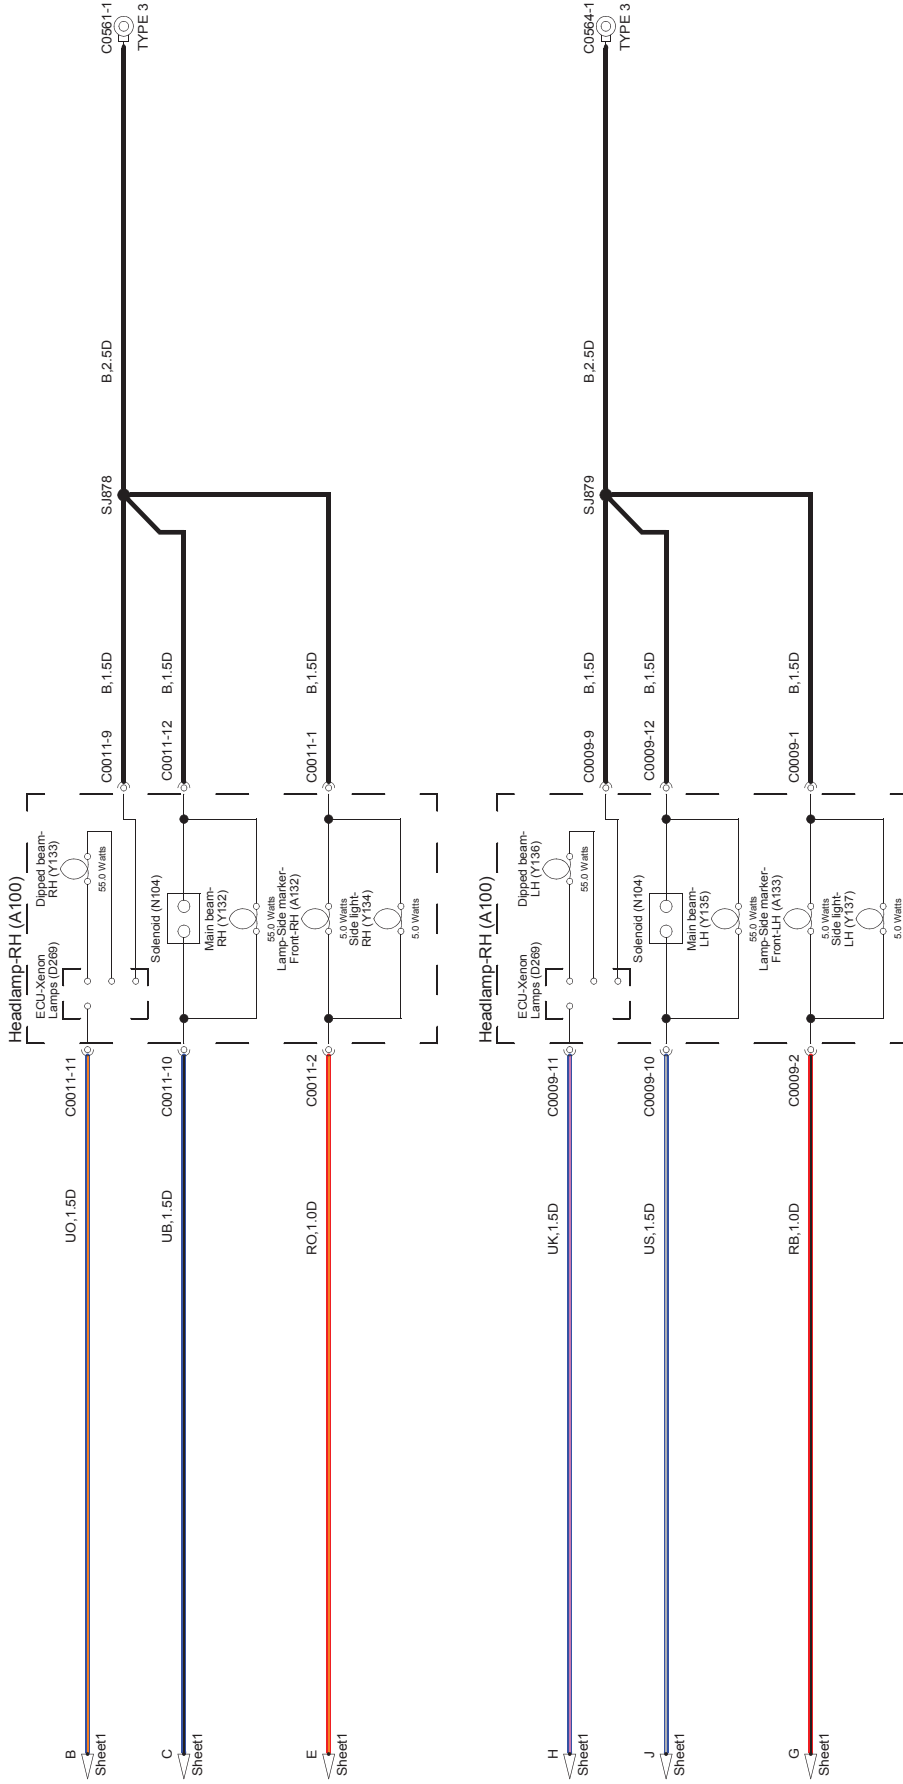 C0561-1
TYPE 3
B,2.5D
SJ878
B,1.5D
B,1.5D
B,1.5D
C0011-9
C0011-12
C0011-1
Headlamp-RH (A100)
Dipped beam-
RH (Y133)
55.0 Watts
ECU-Xenon
Lamps (D269)
Solenoid (N104)
Main beam-
RH (Y132)
55.0 Watts
Lamp-Side marker-
Front-RH (A132)
5.0 Watts
Side light-
RH (Y134)
5.0 Watts
C0011-11
C0011-10
C0011-2
UO,1.5D
UB,1.5D
RO,1.0D
B
Sheet1
C
Sheet1
E
Sheet1
C0564-1
TYPE 3
B,2.5D
SJ879
B,1.5D
B,1.5D
B,1.5D
C0009-9
C0009-12
C0009-1
Headlamp-RH (A100)
Dipped beam-
LH (Y136)
55.0 Watts
ECU-Xenon
Lamps (D269)
Solenoid (N104)
Main beam-
LH (Y135)
55.0 Watts
Lamp-Side marker-
Front-LH (A133)
5.0 Watts
Side light-
LH (Y137)
5.0 Watts
C0009-11
C0009-10
C0009-2
UK,1.5D
US,1.5D
RB,1.0D
H
Sheet1
J
Sheet1
G
Sheet1